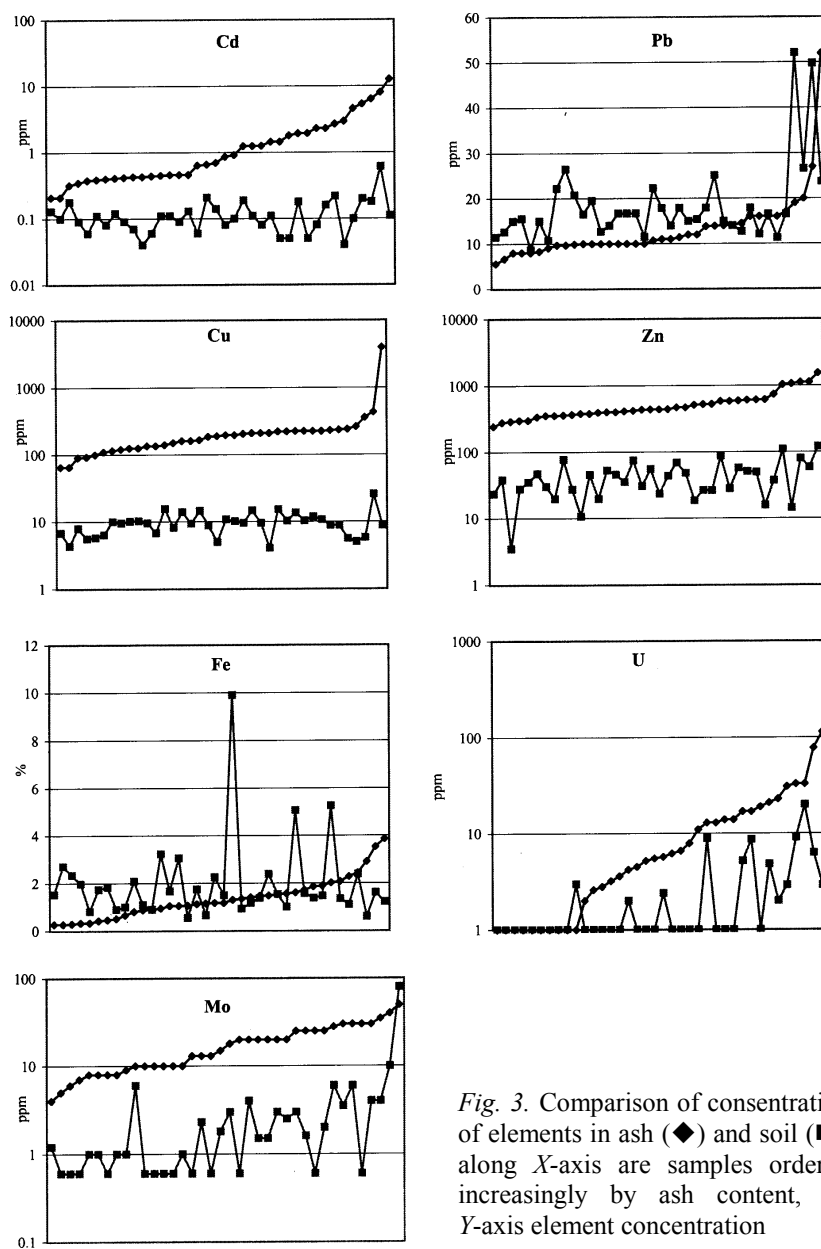 Cd
100
10
1
0.1
0.01
ppm
Pb
60
50
40
30
20
10
0
ppm
Cu
10000
1000
100
10
1
ppm
Zn
10000
1000
100
10
1
ppm
Fe
12
10
8
6
4
2
0
%
U
1000
100
10
1
ppm
Mo
100
10
1
0.1
ppm
Fig. 3. Comparison of consentrati
of elements in ash (◆) and soil (■
along X-axis are samples order
increasingly by ash content,
Y-axis element concentration